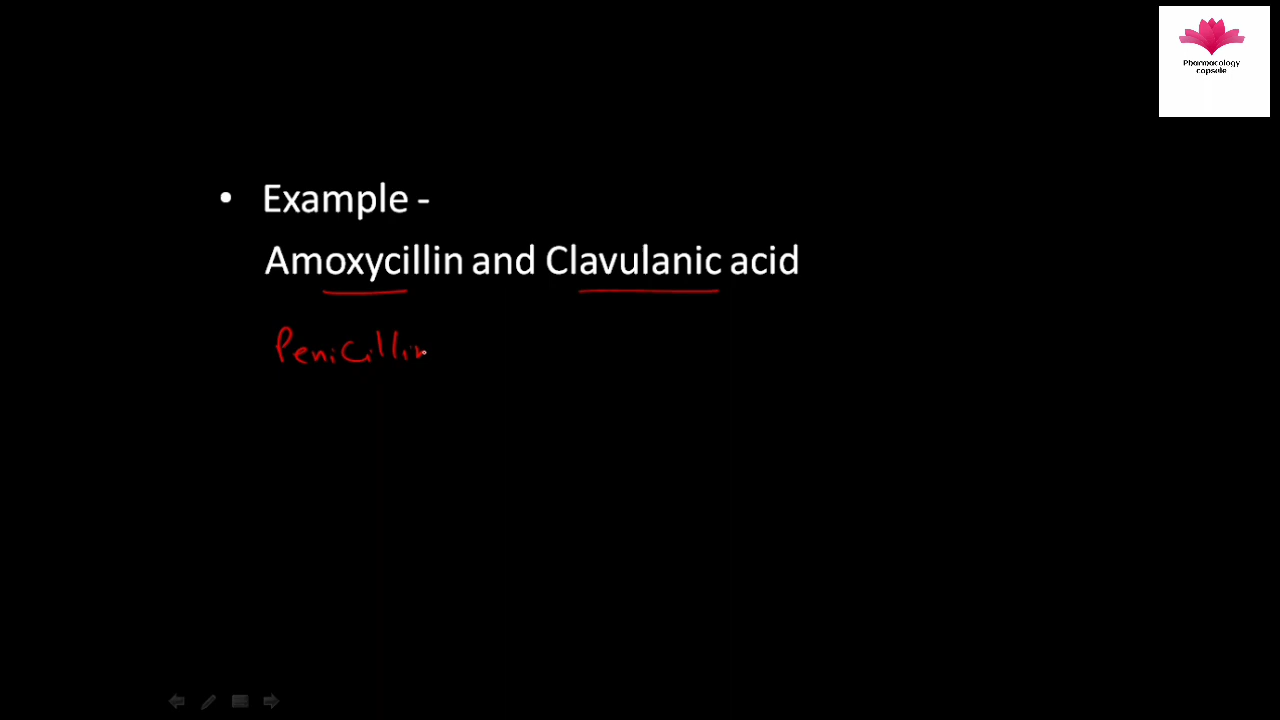 Pharmacology
capsule
• Example -
Amoxycillin and Clavulanic acid
Penicillin